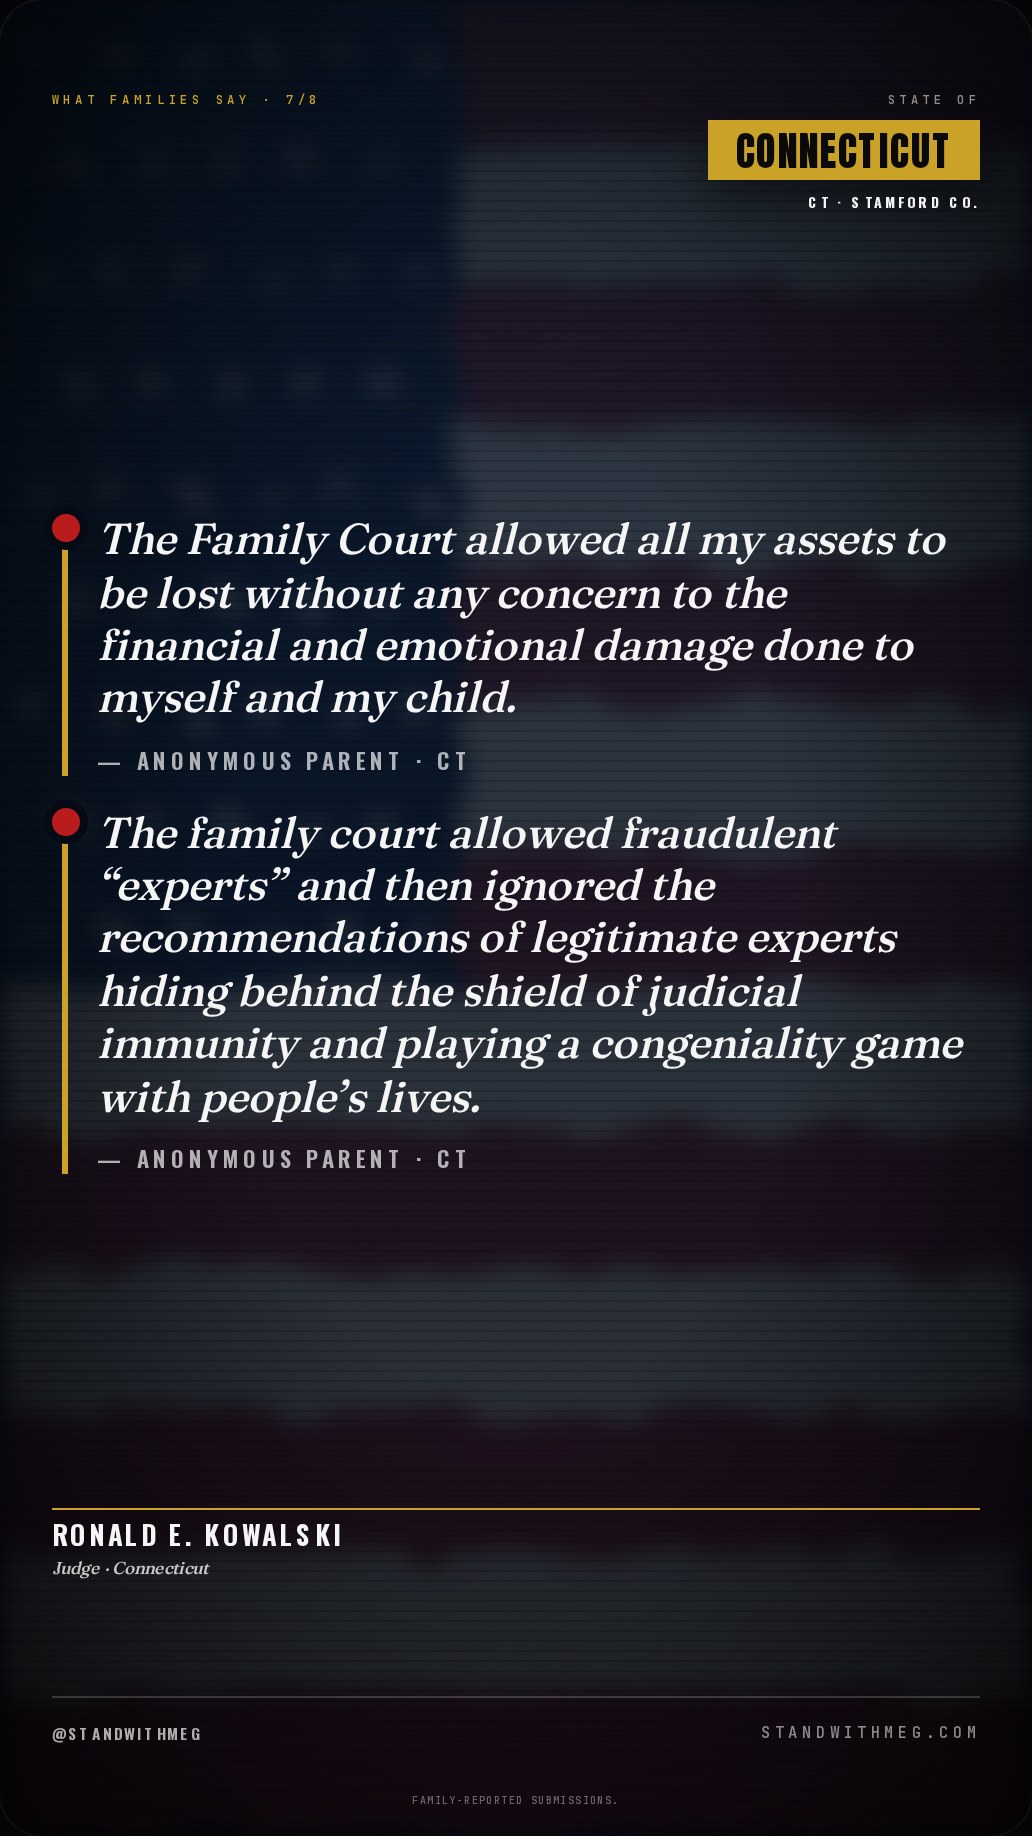 WHAT FAMILIES SAY · 7/8
STATE OF
CONNECTICUT
CT · STAMFORD CO.
The Family Court allowed all my assets to
be lost without any concern to the
financial and emotional damage done to
myself and my child.
— ANONYMOUS PARENT · CT
The family court allowed fraudulent
“experts” and then ignored the
recommendations of legitimate experts
hiding behind the shield of judicial
immunity and playing a congeniality game
with people’s lives.
— ANONYMOUS PARENT · CT
RONALD E. KOWALSKI
Judge · Connecticut
@STANDWITHMEG
STANDWITHMEG.COM
FAMILY-REPORTED SUBMISSIONS.